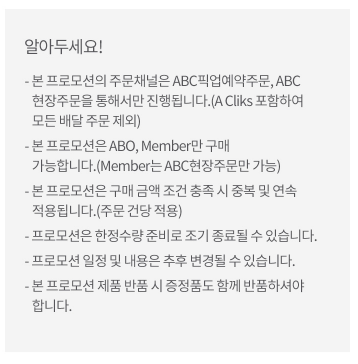 알아두세요!
- 본 프로모션의 주문채널은 ABC픽업예약주문, ABC
현장주문을 통해서만 진행됩니다.(A Cliks 포함하여
모든 배달 주문 제외)
- 본 프로모션은 ABO, Member만 구매
가능합니다.(Member는 ABC현장주문만 가능)
- 본 프로모션은 구매 금액 조건 충족 시 중복 및 연속
적용됩니다.(주문 건당 적용)
- 프로모션은 한정수량 준비로 조기 종료될 수 있습니다.
- 프로모션 일정 및 내용은 추후 변경될 수 있습니다.
- 본 프로모션 제품 반품 시 증정품도 함께 반품하셔야
합니다.